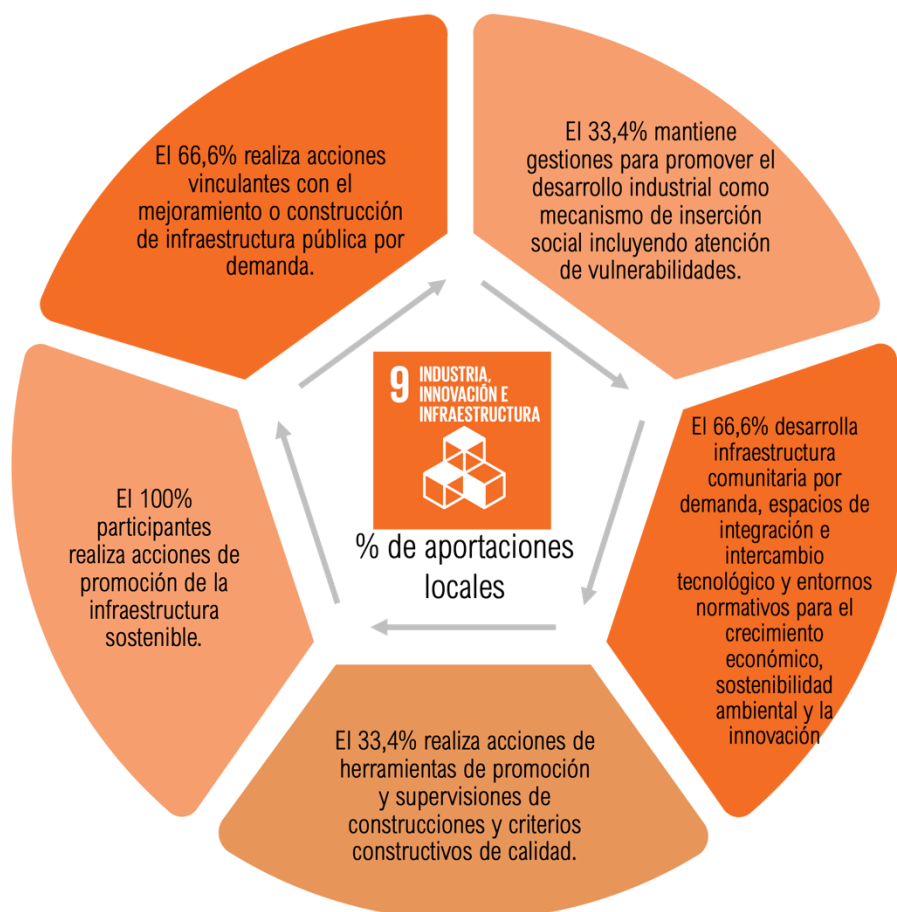 El 66,6% realiza acciones
vinculantes con el
mejoramiento o construcción
de infraestructura pública por
demanda.
El 33,4% mantiene
gestiones para promover el
desarrollo industrial como
mecanismo de inserción
social incluyendo atención
de vulnerabilidades.
El 66,6% desarrolla
infraestructura
comunitaria por
demanda, espacios de
integración e
intercambio
tecnológico y entornos
normativos para el
crecimiento
económico,
sostenibilidad
ambiental y la
innovación
El 33,4% realiza acciones de
herramientas de promoción
y supervisiones de
construcciones y criterios
constructivos de calidad.
El 100%
participantes
realiza acciones de
promoción de la
infraestructura
sostenible.
9 INDUSTRIA,
INNOVACIÓN E
INFRAESTRUCTURA
% de aportaciones
locales